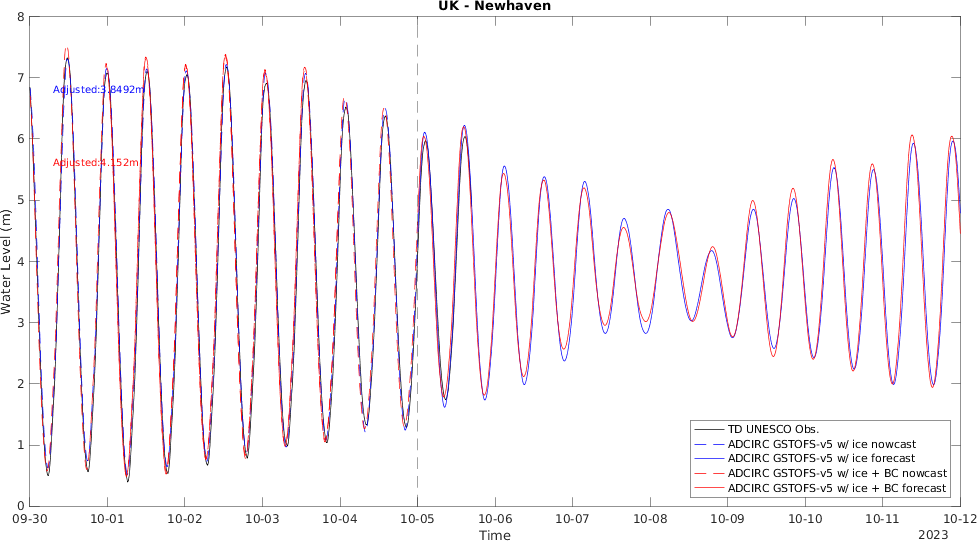 UK - Newhaven
8
7
6
5
4
3
2
1
0
Water Level (m)
Adjusted:3.8492m
Adjusted:4.152m
TD UNESCO Obs.
ADCIRC GSTOFS-v5 w/ ice nowcast
ADCIRC GSTOFS-v5 w/ ice forecast
ADCIRC GSTOFS-v5 w/ ice + BC nowcast
ADCIRC GSTOFS-v5 w/ ice + BC forecast
09-30 10-01 10-02 10-03 10-04 10-05 10-06 10-07 10-08 10-09 10-10 10-11 10-12
Time
2023